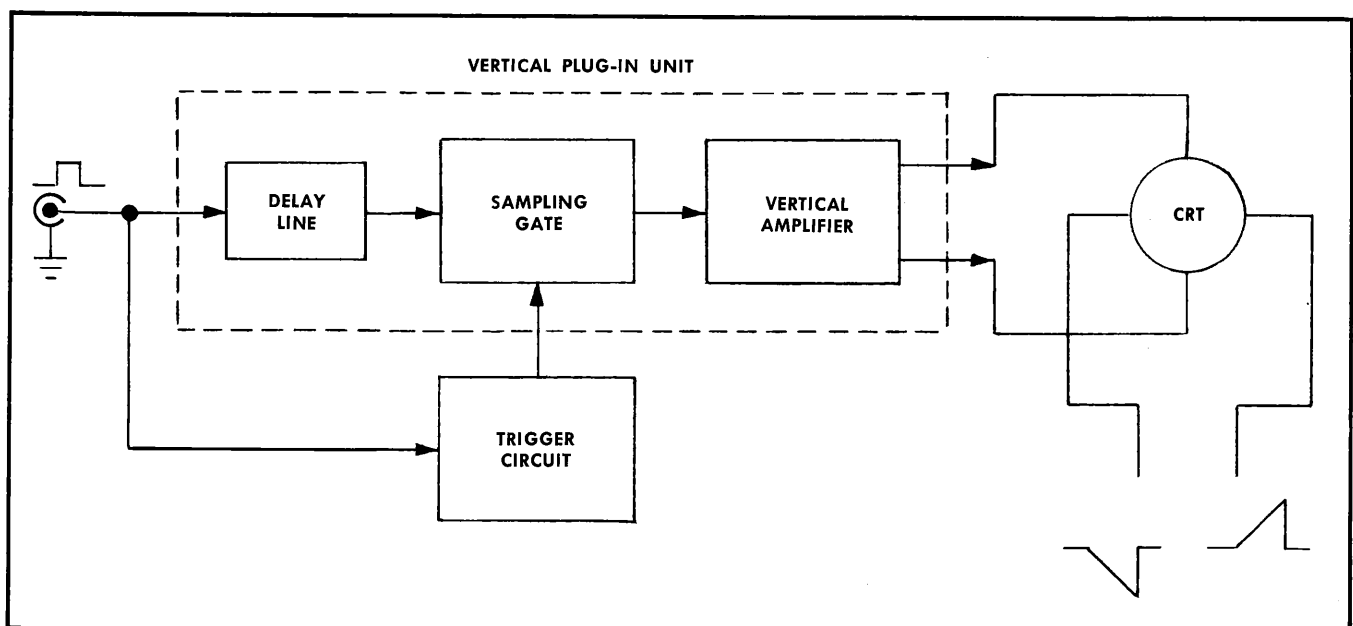 VERTICAL PLUG-IN UNIT
DELAY
LINE
SAMPLING
GATE
VERTICAL
AMPLIFIER
CRT
TRIGGER
CIRCUIT